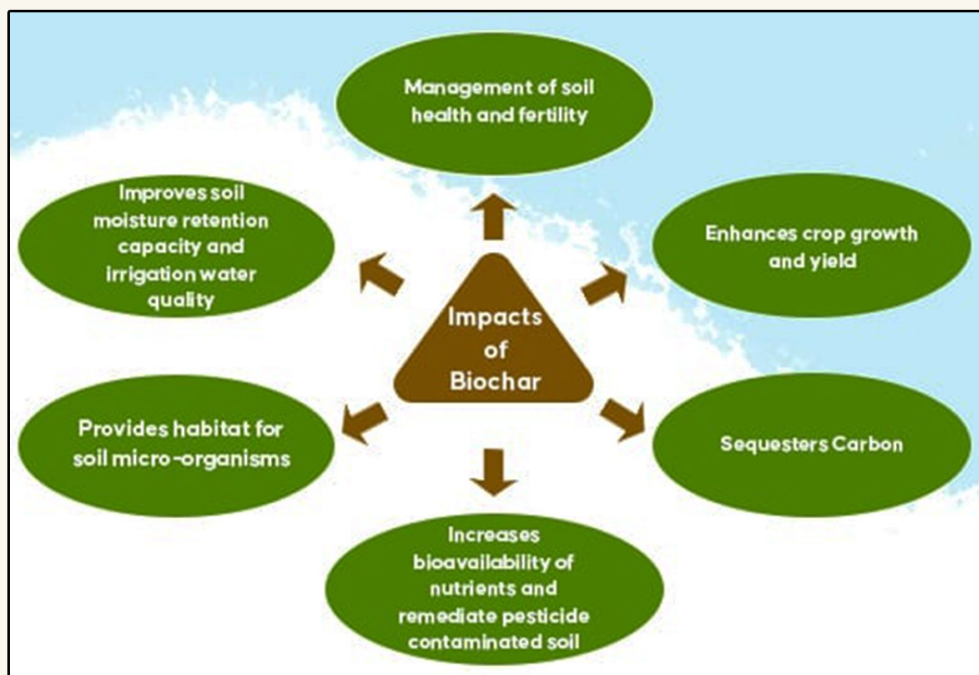 Management of soil
health and fertility
Improves soil
moisture retention
capacity and
irrigation water
quality
Enhances crop growth
and yield
Impacts
of
Biochar
Provides habitat for
soil micro-organisms
Sequesters Carbon
Increases
bioavailability of
nutrients and
remediate pesticide
contaminated soil